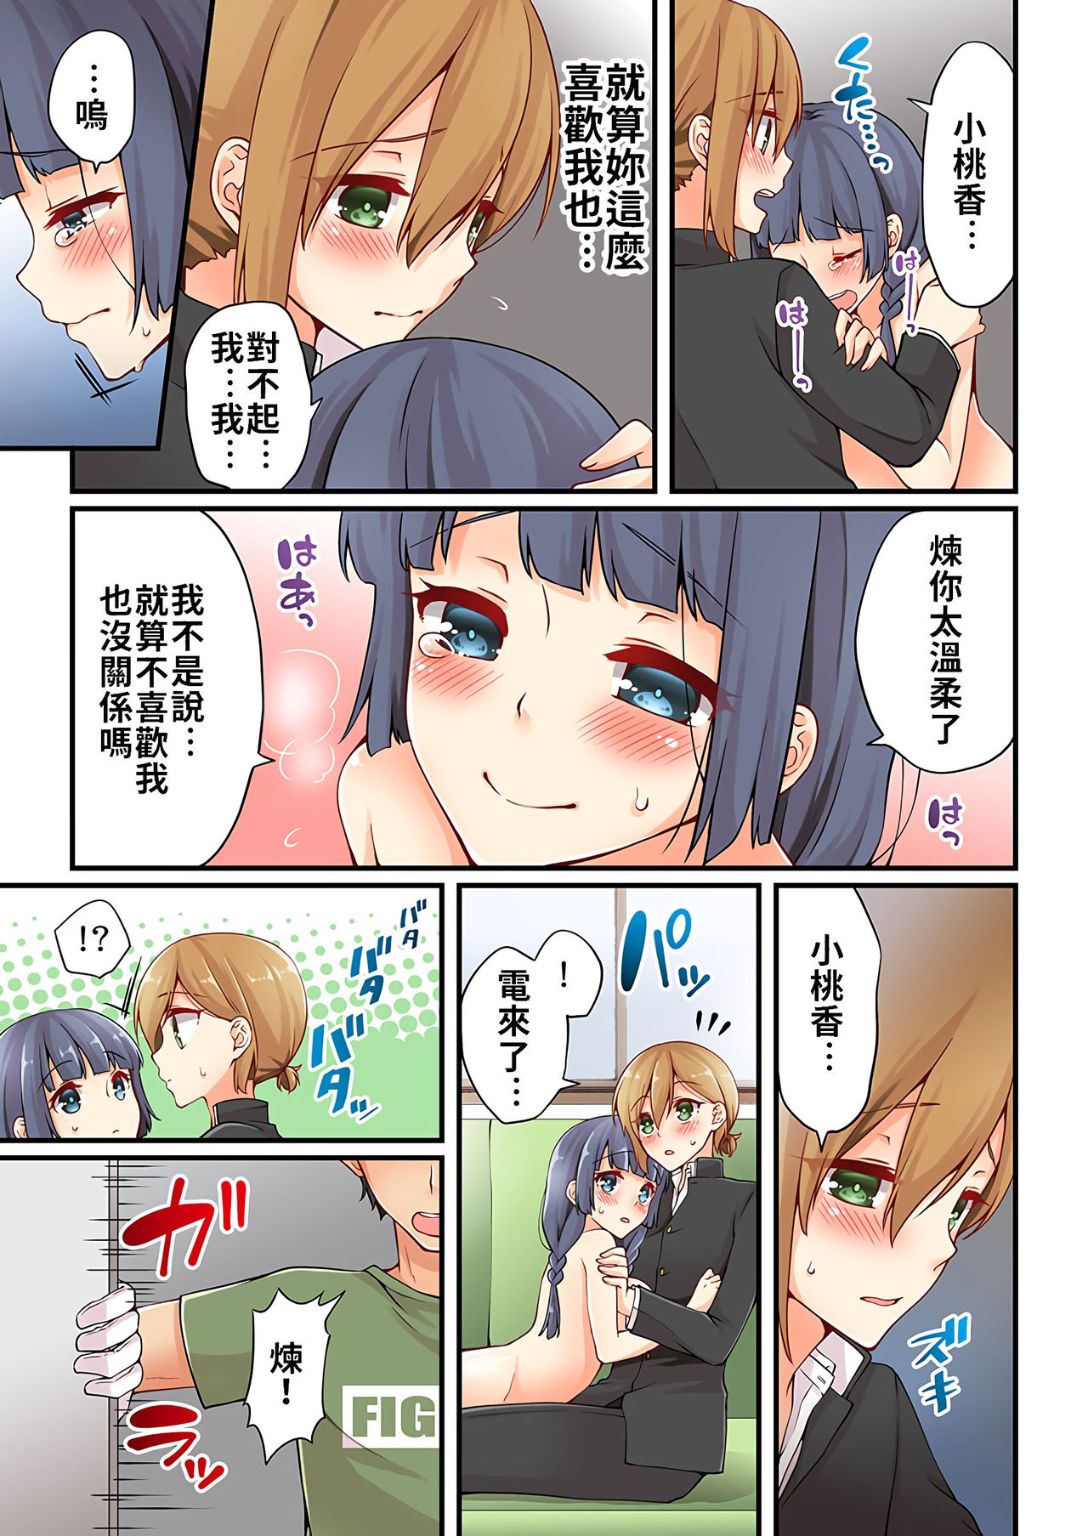 小桃香…
くた…っ
はーっ
はーっ
就算妳這麼
喜歡我也…
對不起…
我…我…
…嗚
煉你太溫柔了
はっ
はあっ
我不是說…
就算不喜歡我
也沒關係嗎
小桃香…
ズキ
パッ
!
電來了…
!?
バタ
バタ
バタ
ガ
ラッ
煉!
FIG